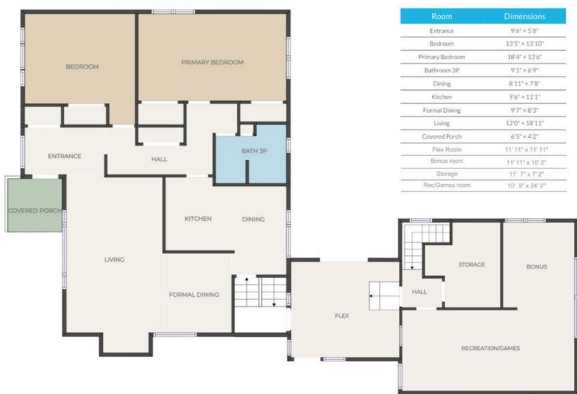 Room Dimensions
Entrance 9'6" × 5'8"
Bedroom 13'5" × 13'10"
Primary Bedroom 18'4" × 13'6"
Bathroom 3P 9'1" × 6'9"
Dining 8'11" × 7'8"
Kitchen 9'6" × 11'1"
Formal Dining 9'7" × 8'3"
Living 12'0" × 18'11"
Covered Porch 6'5" × 4'2"
Flex Room 11' 11" x 11' 11"
Bonus room 11' 11" x 10' 2"
Storage 11' 7" x 7' 2"
Rec/Games room 10' 9" x 24' 0"
BEDROOM
PRIMARY BEDROOM
ENTRANCE
HALL
BATH 3P
COVERED PORCH
KITCHEN
DINING
LIVING
FORMAL DINING
FLEX
HALL
STORAGE
BONUS
RECREATION/GAMES